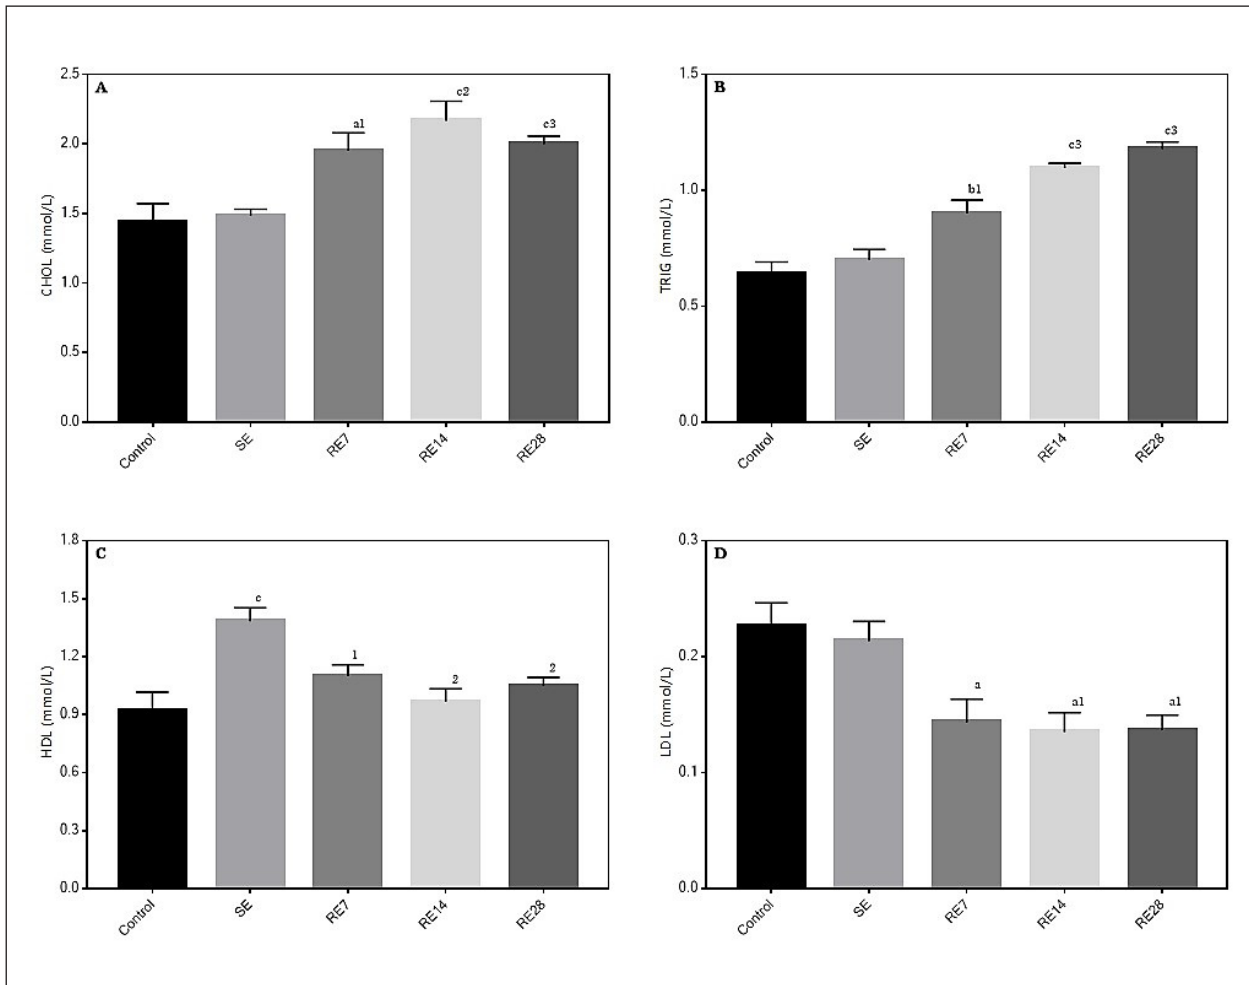 A
CHOL (mmol/L)
2.5
2.0
1.5
1.0
0.5
0.0
a1
c2
c3
Control
SE
RE7
RE14
RE28
B
TRIG (mmol/L)
1.5
1.0
0.5
0.0
b1
c3
c3
Control
SE
RE7
RE14
RE28
C
HDL (mmol/L)
1.8
1.5
1.2
0.9
0.6
0.3
0.0
c
1
2
2
Control
SE
RE7
RE14
RE28
D
LDL (mmol/L)
0.3
0.2
0.1
0.0
a
a1
a1
Control
SE
RE7
RE14
RE28